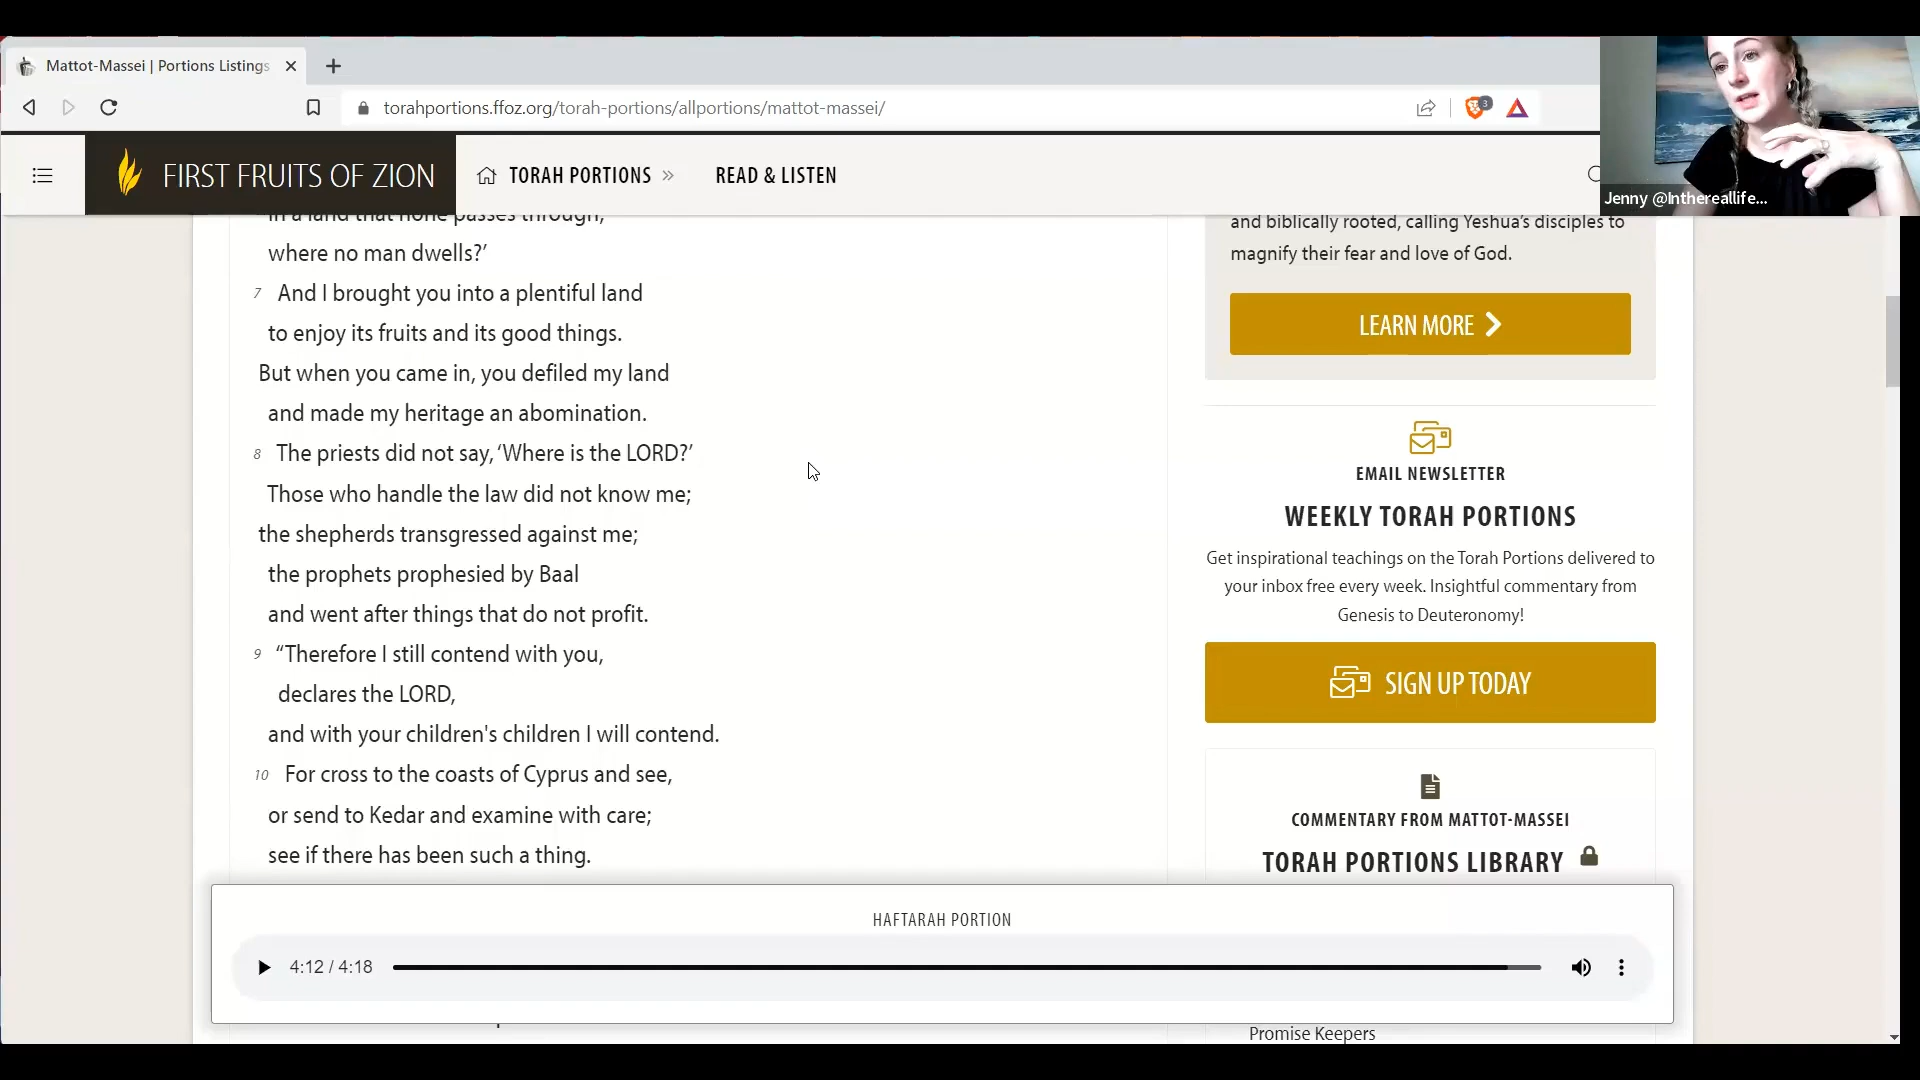 Mattot-Massei | Portions Listings
torahportions.ffoz.org/torah-portions/allportions/mattot-massei/
3
FIRST FRUITS OF ZION
TORAH PORTIONS »
READ & LISTEN
Jenny @Inthereallife...
in a land that none passes through,
where no man dwells?’
7 And I brought you into a plentiful land
to enjoy its fruits and its good things.
But when you came in, you defiled my land
and made my heritage an abomination.
8 The priests did not say, ‘Where is the LORD?’
Those who handle the law did not know me;
the shepherds transgressed against me;
the prophets prophesied by Baal
and went after things that do not profit.
9 “Therefore I still contend with you,
declares the LORD,
and with your children's children I will contend.
10 For cross to the coasts of Cyprus and see,
or send to Kedar and examine with care;
see if there has been such a thing.
and biblically rooted, calling Yeshua’s disciples to
magnify their fear and love of God.
LEARN MORE
EMAIL NEWSLETTER
WEEKLY TORAH PORTIONS
Get inspirational teachings on the Torah Portions delivered to
your inbox free every week. Insightful commentary from
Genesis to Deuteronomy!
SIGN UP TODAY
COMMENTARY FROM MATTOT-MASSEI
TORAH PORTIONS LIBRARY
HAFTARAH PORTION
4:12 / 4:18
Promise Keepers